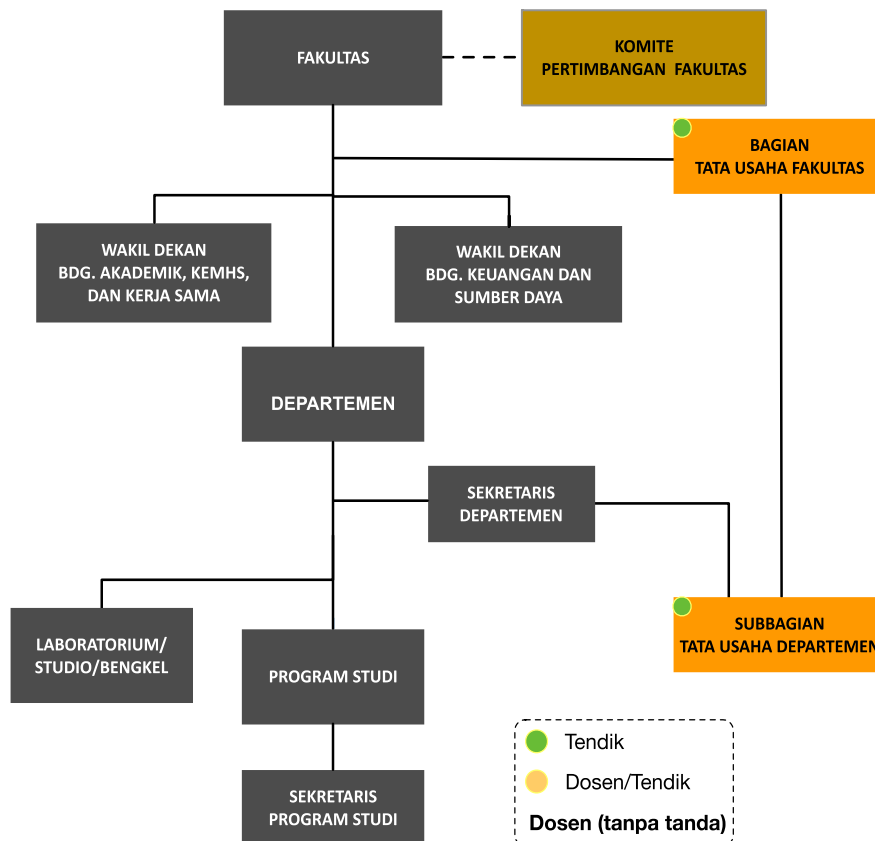 FAKULTAS
KOMITE
PERTIMBANGAN FAKULTAS
BAGIAN
TATA USAHA FAKULTAS
WAKIL DEKAN
BDG. AKADEMIK, KEMHS,
DAN KERJA SAMA
WAKIL DEKAN
BDG. KEUANGAN DAN
SUMBER DAYA
DEPARTEMEN
SEKRETARIS
DEPARTEMEN
LABORATORIUM/
STUDIO/BENGKEL
PROGRAM STUDI
SUBBAGIAN
TATA USAHA DEPARTEMEN
SEKRETARIS
PROGRAM STUDI
Tendik
Dosen/Tendik
Dosen (tanpa tanda)